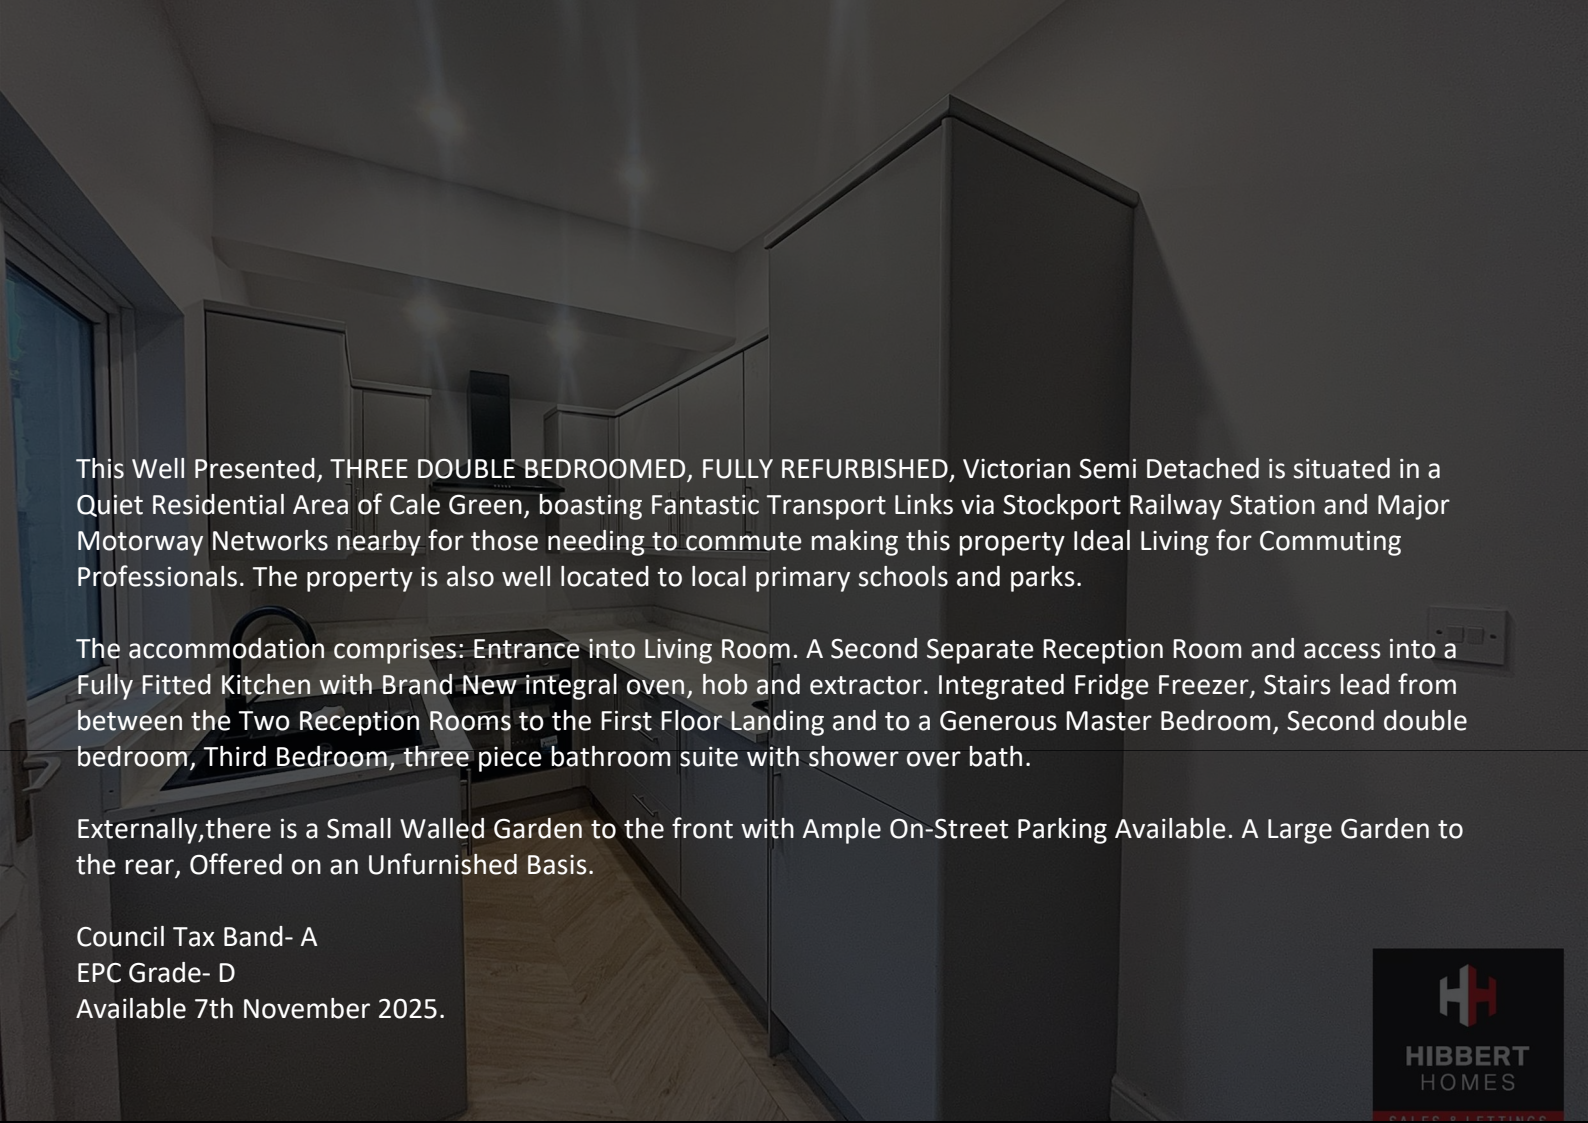 This Well Presented, THREE DOUBLE BEDROOMED, FULLY REFURBISHED, Victorian Semi Detached is situated in a
Quiet Residential Area of Cale Green, boasting Fantastic Transport Links via Stockport Railway Station and Major
Motorway Networks nearby for those needing to commute making this property Ideal Living for Commuting
Professionals. The property is also well located to local primary schools and parks.
The accommodation comprises: Entrance into Living Room. A Second Separate Reception Room and access into a
Fully Fitted Kitchen with Brand New integral oven, hob and extractor. Integrated Fridge Freezer, Stairs lead from
between the Two Reception Rooms to the First Floor Landing and to a Generous Master Bedroom, Second double
bedroom, Third Bedroom, three piece bathroom suite with shower over bath.
Externally,there is a Small Walled Garden to the front with Ample On-Street Parking Available. A Large Garden to
the rear, Offered on an Unfurnished Basis.
Council Tax Band- A
EPC Grade- D
Available 7th November 2025.
HIBBERT
HOMES
SALES & LETTINGS